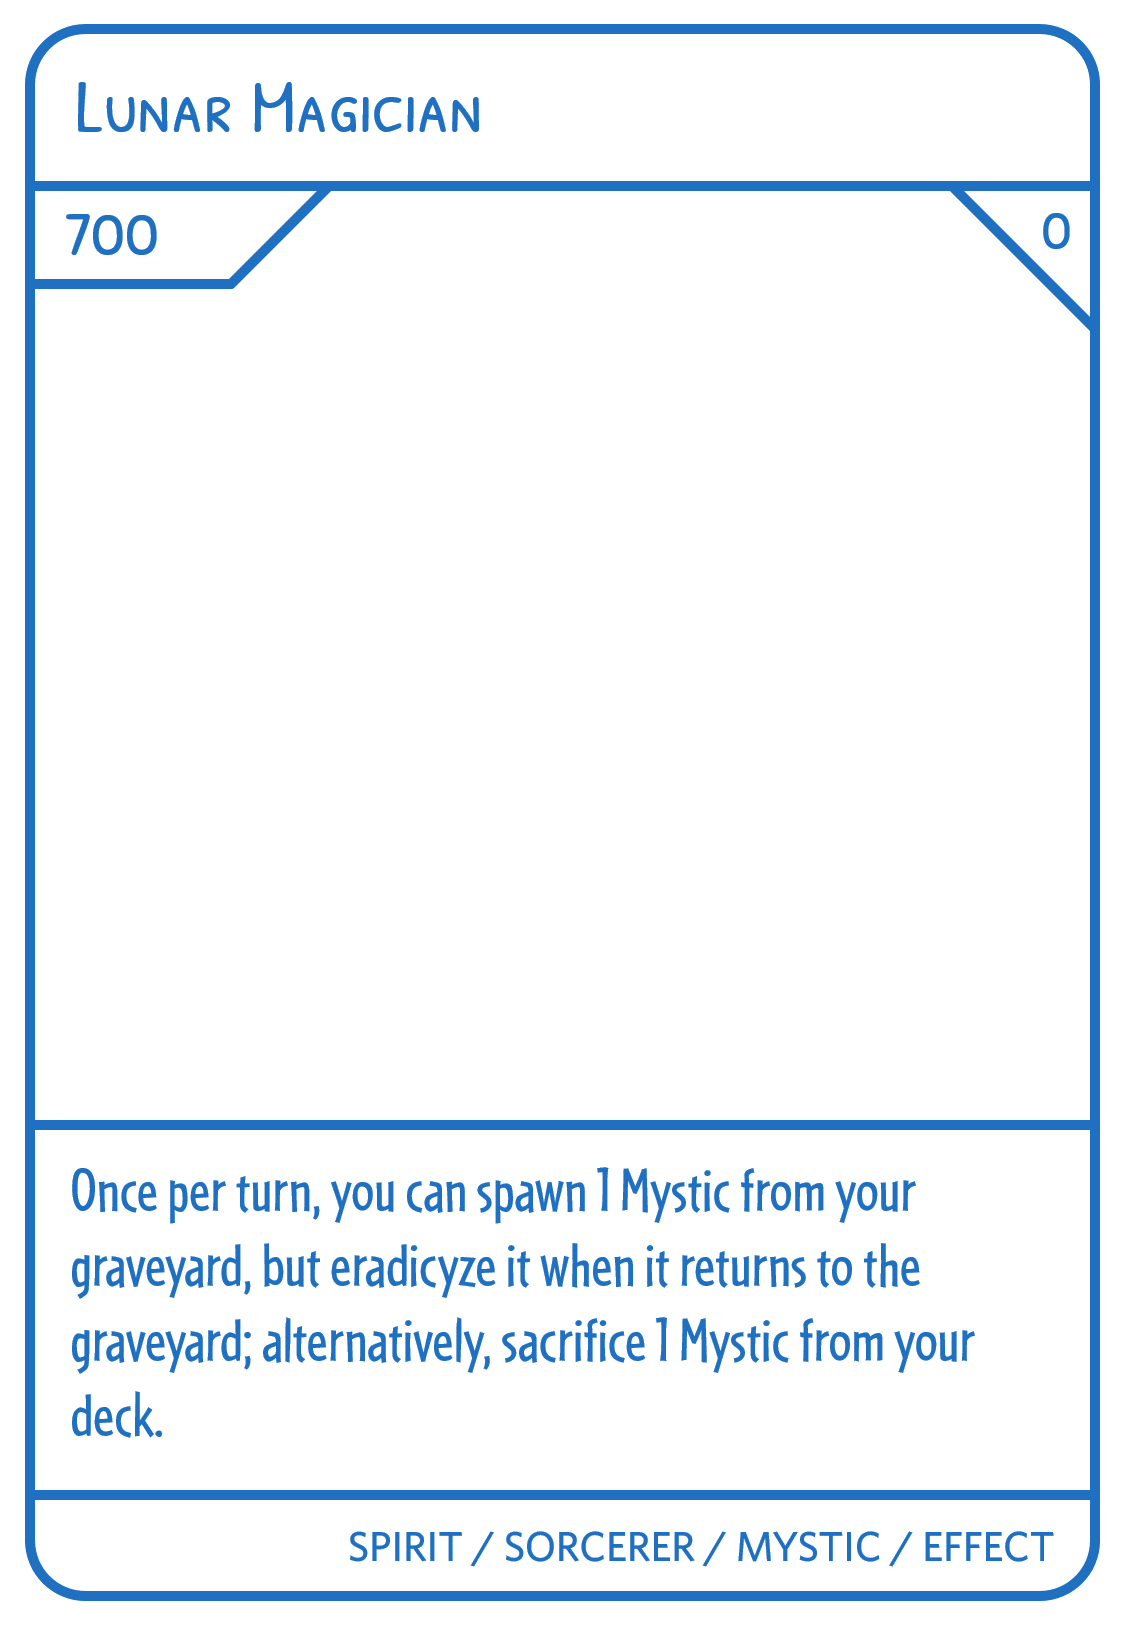 Lunar Magician
700
0
Once per turn, you can spawn 1 Mystic from your
graveyard, but eradicyze it when it returns to the
graveyard; alternatively, sacrifice 1 Mystic from your
deck.
SPIRIT / SORCERER / MYSTIC / EFFECT